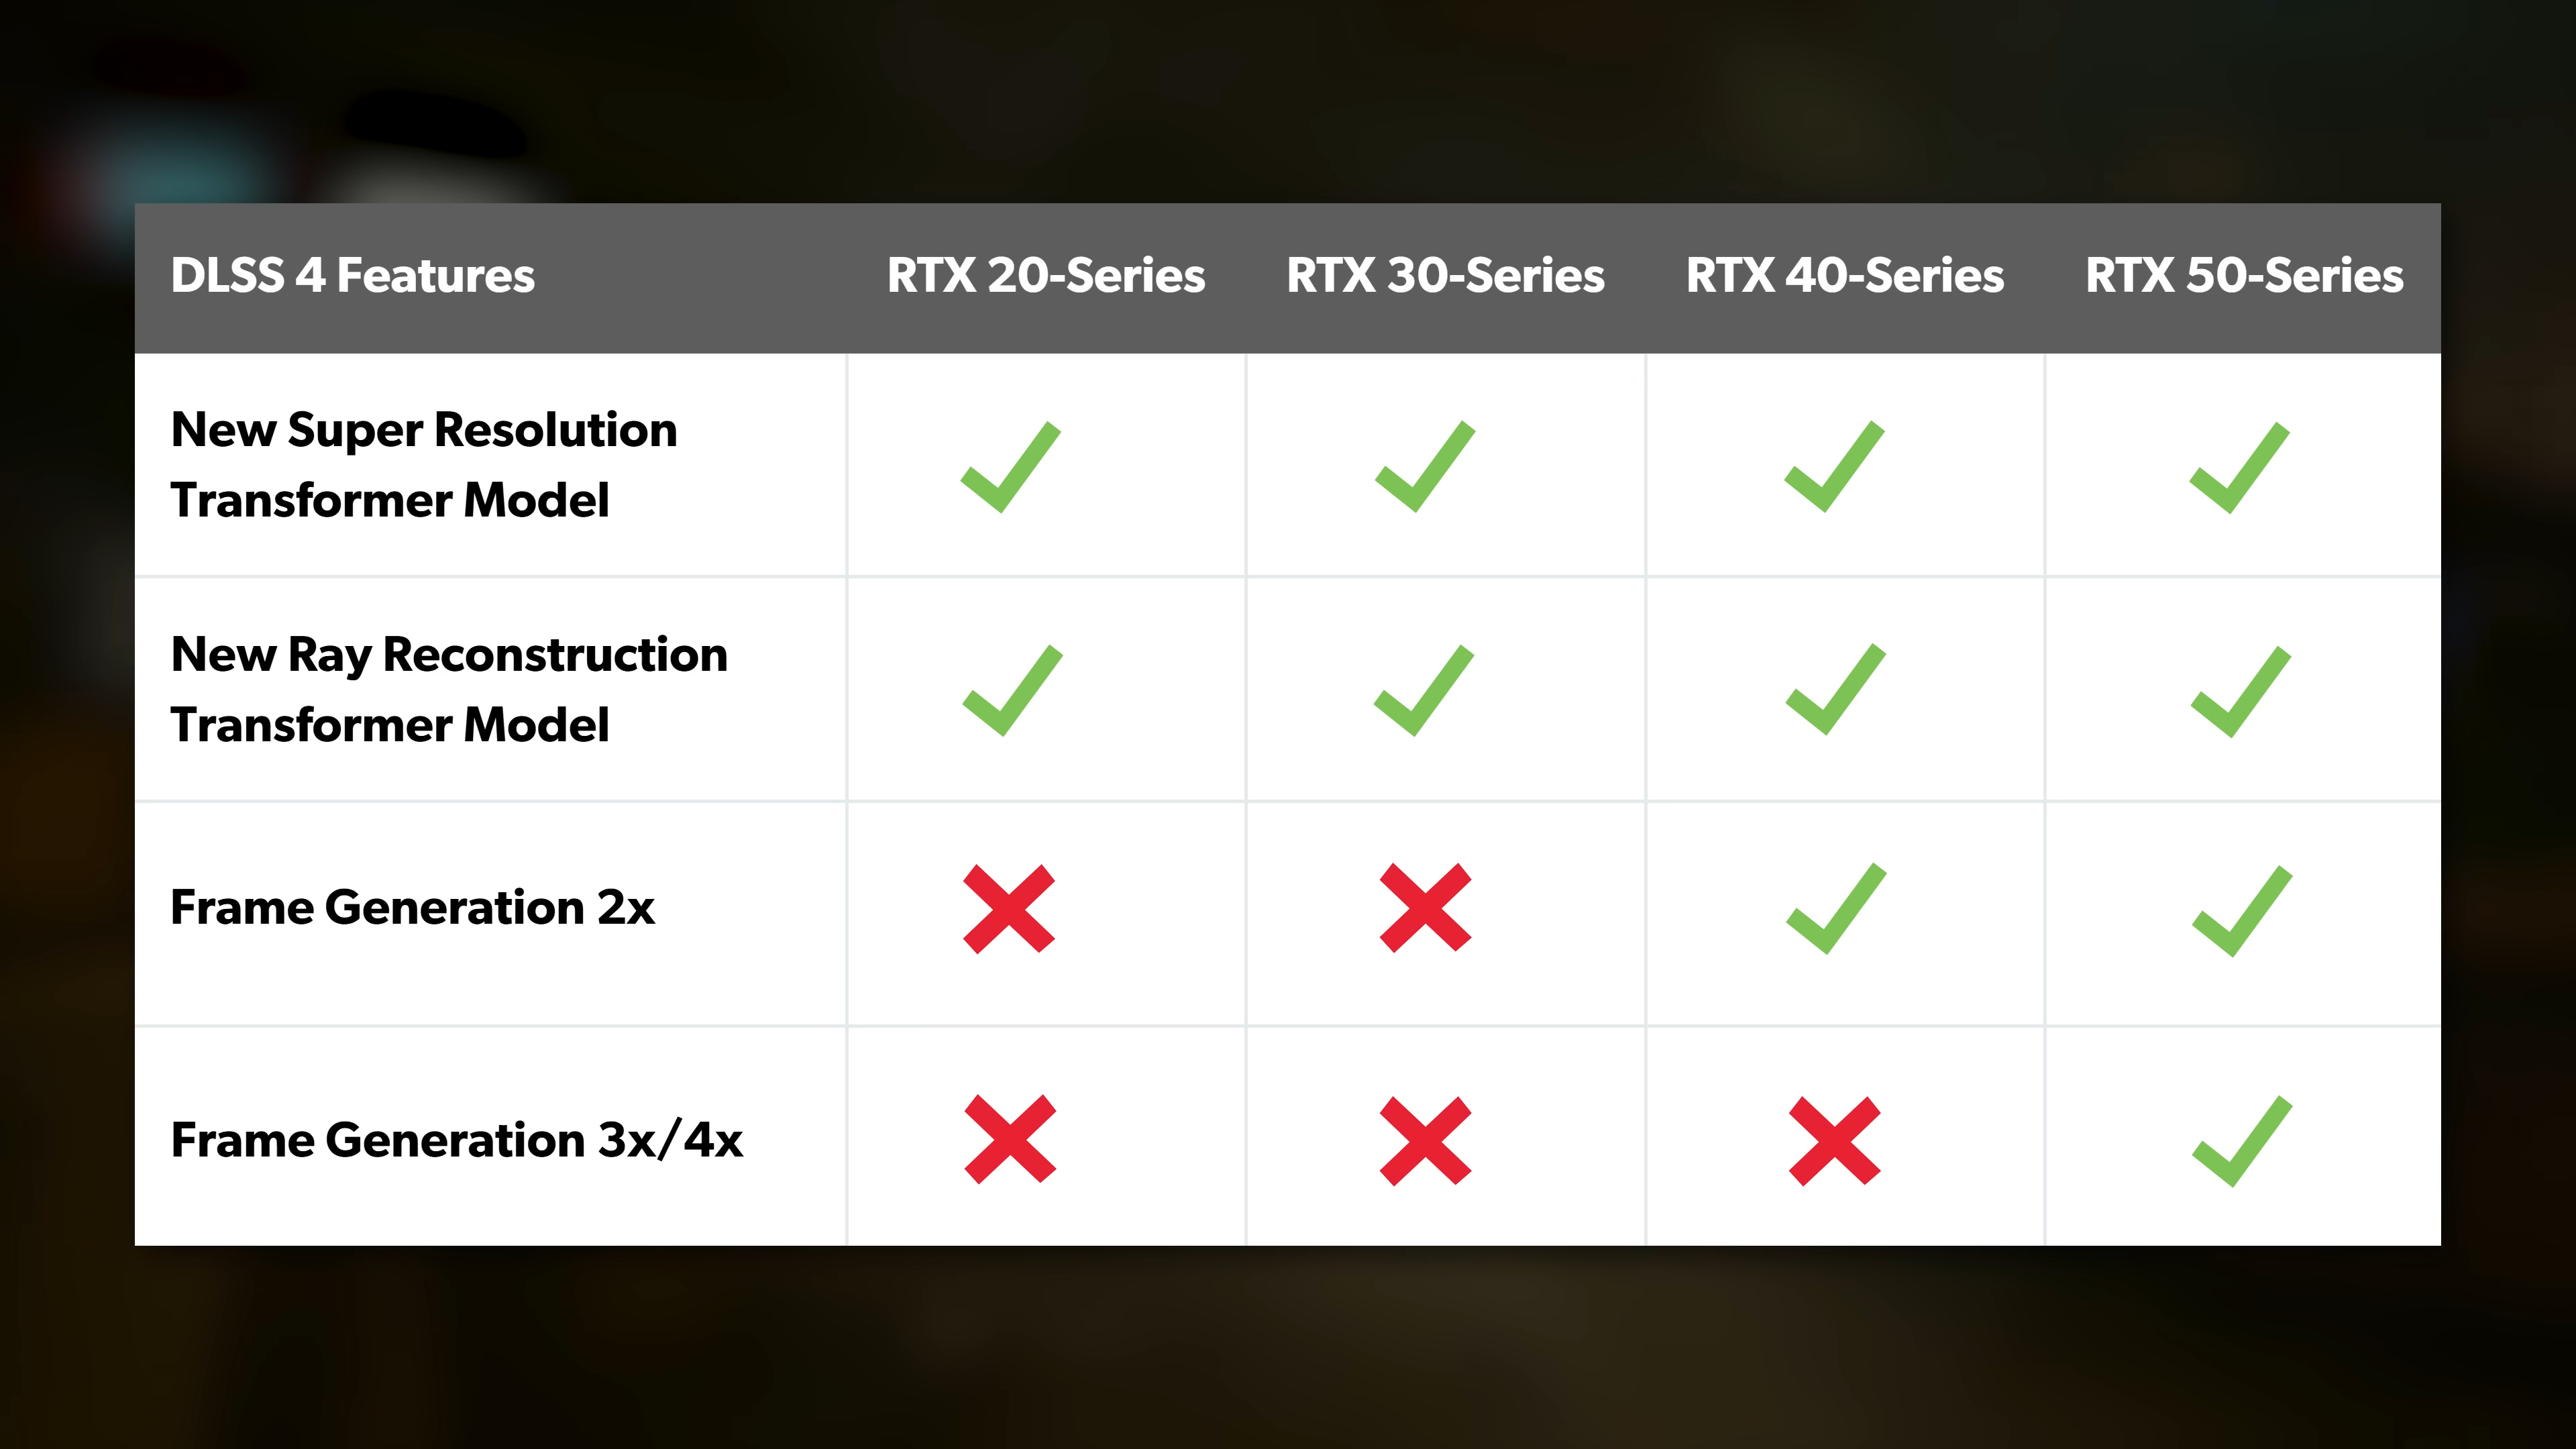 DLSS 4 Features RTX 20-Series RTX 30-Series RTX 40-Series RTX 50-Series
New Super Resolution
Transformer Model
New Ray Reconstruction
Transformer Model
Frame Generation 2x
Frame Generation 3x/4x